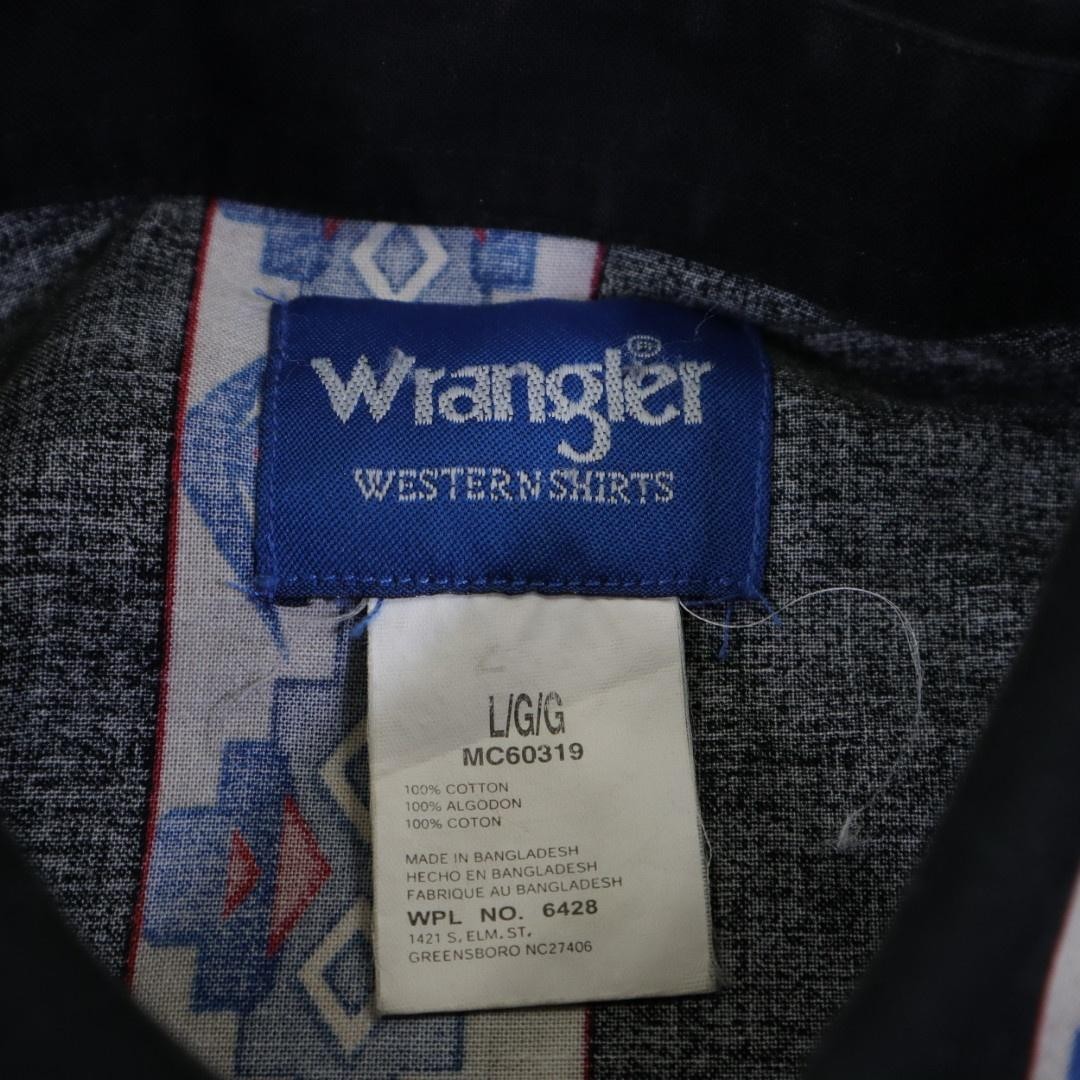 Wrangler®
WESTERN SHIRTS
L/G/G
MC60319
100% COTTON
100% ALGODON
100% COTON
MADE IN BANGLADESH
HECHO EN BANGLADESH
FABRIQUE AU BANGLADESH
WPL NO. 6428
1421 S. ELM. ST.
GREENSBORO NC27406